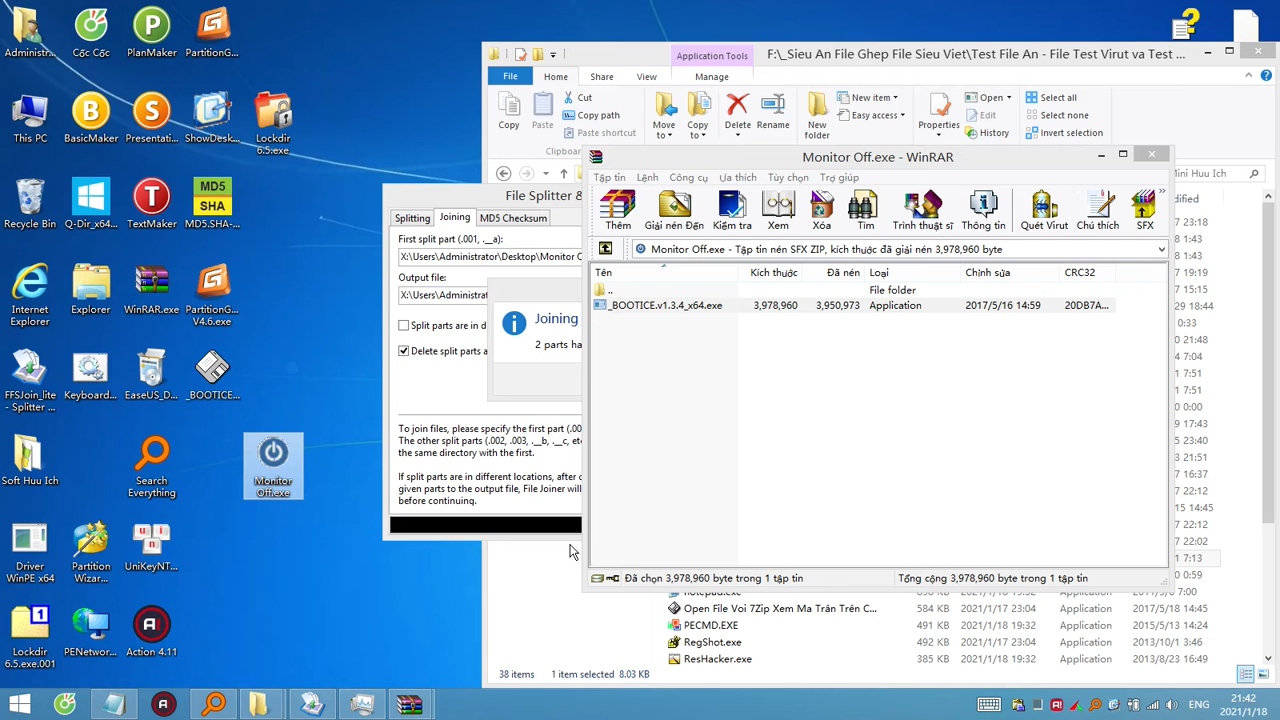 Administr...
Cốc Cốc
PlanMaker
PartitionG...
This PC
BasicMaker
Presentati...
ShowDesk...
Lockdir 6.5.exe
Recycle Bin
Q-Dir_x64...
TextMaker
MD5
SHA
MD5.SHA-...
Internet Explorer
Explorer
WinRAR.exe
PartitionG... V4.6.exe
FFSJoin_lite - Splitter ...
Keyboard...
EaseUS_D...
_BOOTICE...
Soft Huu Ich
Search Everything
Monitor Off.exe
Driver WinPE x64
Partition Wizar...
UniKeyNT...
Lockdir 6.5.exe.001
PENetwor...
Action 4.11
Application Tools
F:\_Sieu An File Ghep File Sieu Viet\Test File An - File Test Virut va Test ...
File
Home
Share
View
Manage
Copy
Paste
Cut
Copy path
Paste shortcut
Clipboar
Move to
Copy To
Delete
Rename
New folder
New item
Easy access
Properties
Open
Edit
History
Select all
Select none
Invert selection
Mini Huu Ich
File Splitter &
Splitting
Joining
MD5 Checksum
First split part (.001, .__a):
X:\Users\Administrator\Desktop\Monitor O
Output file:
X:\Users\Administrat
Split parts are in d
Delete split parts a
Joining
2 parts ha
To join files, please specify the first part (.00
The other split parts (.002, .003, .__b, .__c, etc
the same directory with the first.
If split parts are in different locations, after c
given parts to the output file, File Joiner will
before continuing.
Monitor Off.exe - WinRAR
Tập tin
Lệnh
Công cụ
Ưa thích
Tùy chọn
Trợ giúp
Thêm
Giải nén Đến
Kiểm tra
Xem
Xóa
Tìm
Trình thuật sĩ
Thông tin
Quét Virut
Chú thích
SFX
Monitor Off.exe - Tập tin nén SFX ZIP, kích thước đã giải nén 3,978,960 byte
Tên
Kích thước
Đã nén
Loại
Chỉnh sửa
CRC32
..
File folder
_BOOTICE.v1.3.4_x64.exe
3,978,960
3,950,973
Application
2017/5/16 14:59
20DB7A...
Đã chọn 3,978,960 byte trong 1 tập tin
Tổng cộng 3,978,960 byte trong 1 tập tin
Open File Voi 7Zip Xem Ma Trân Trên C...
584 KB
2021/1/17 23:04
Application
2017/5/18 14:45
PECMD.EXE
491 KB
2021/1/18 19:32
Application
2015/5/13 14:44
RegShot.exe
492 KB
2021/1/17 23:04
Application
2013/10/1 3:46
ResHacker.exe
385 KB
2021/1/18 19:32
Application
2013/8/23 16:49
38 items
1 item selected
8.03 KB
ENG
21:42
2021/1/18